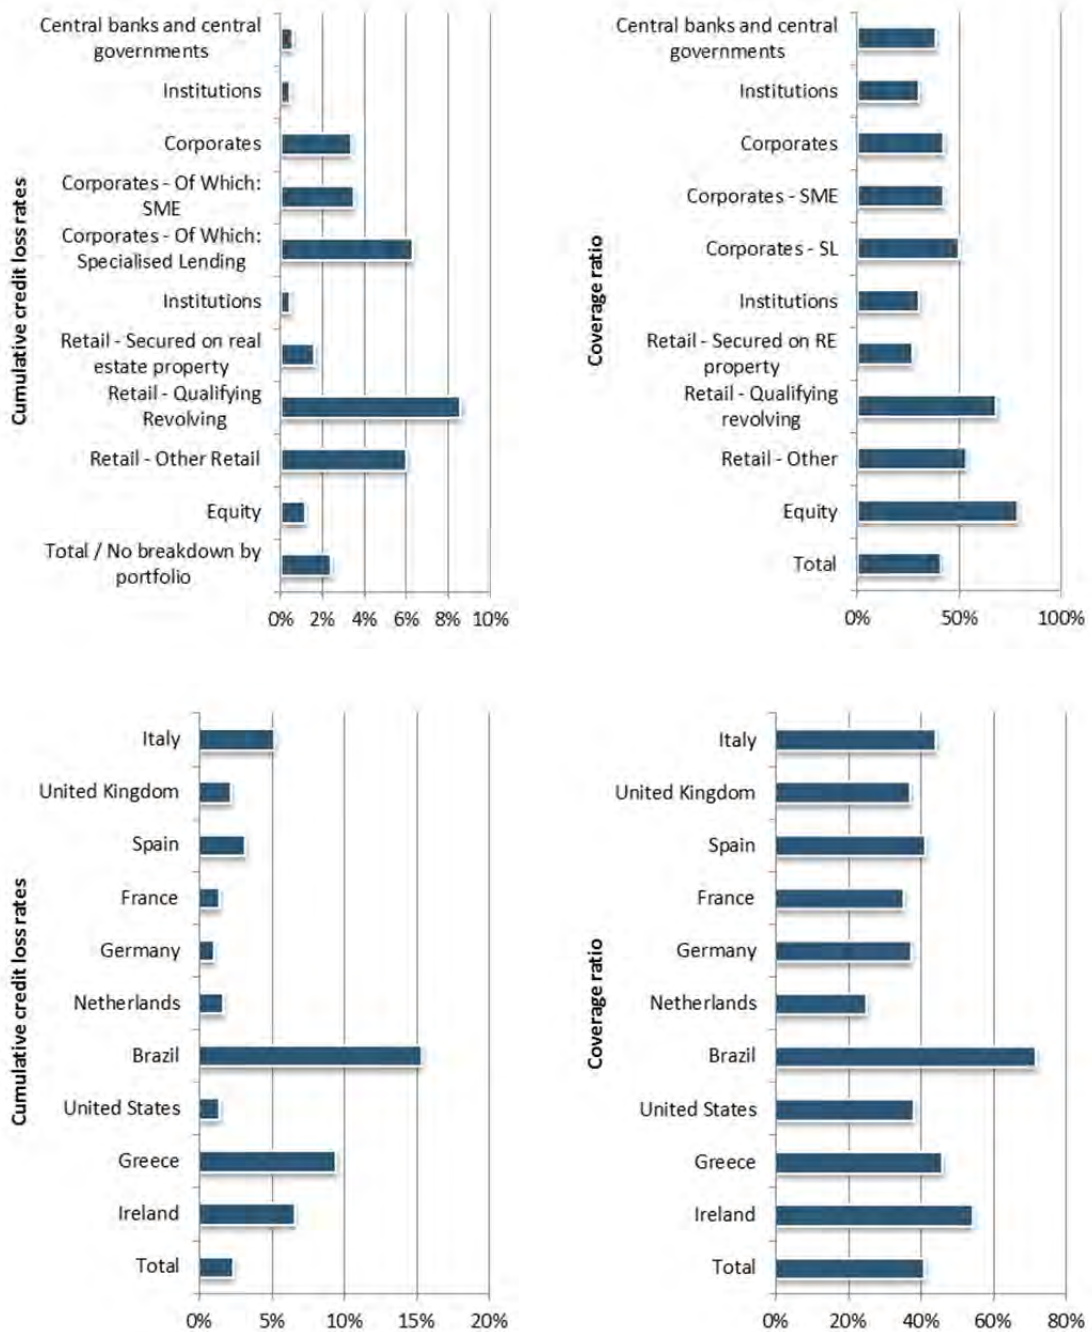 Cumulative credit loss rates
Central banks and central
governments
Institutions
Corporates
Corporates - Of Which:
SME
Corporates - Of Which:
Specialised Lending
Institutions
Retail - Secured on real
estate property
Retail - Qualifying
Revolving
Retail - Other Retail
Equity
Total / No breakdown by
portfolio
0% 2% 4% 6% 8% 10%
Coverage ratio
Central banks and central
governments
Institutions
Corporates
Corporates - SME
Corporates - SL
Institutions
Retail - Secured on RE
property
Retail - Qualifying
revolving
Retail - Other
Equity
Total
0% 50% 100%
Cumulative credit loss rates
Italy
United Kingdom
Spain
France
Germany
Netherlands
Brazil
United States
Greece
Ireland
Total
0% 5% 10% 15% 20%
Coverage ratio
Italy
United Kingdom
Spain
France
Germany
Netherlands
Brazil
United States
Greece
Ireland
Total
0% 20% 40% 60% 80%